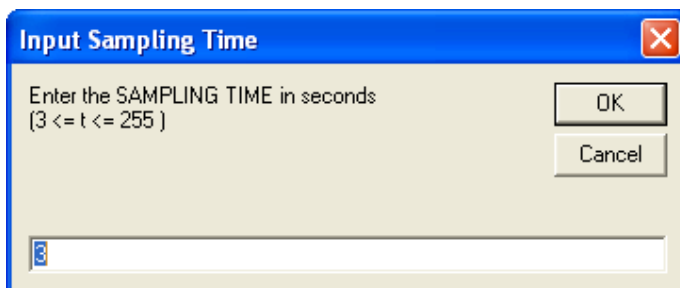 Input Sampling Time
Enter the SAMPLING TIME in seconds
(3 <= t <= 255 )
OK
Cancel
3